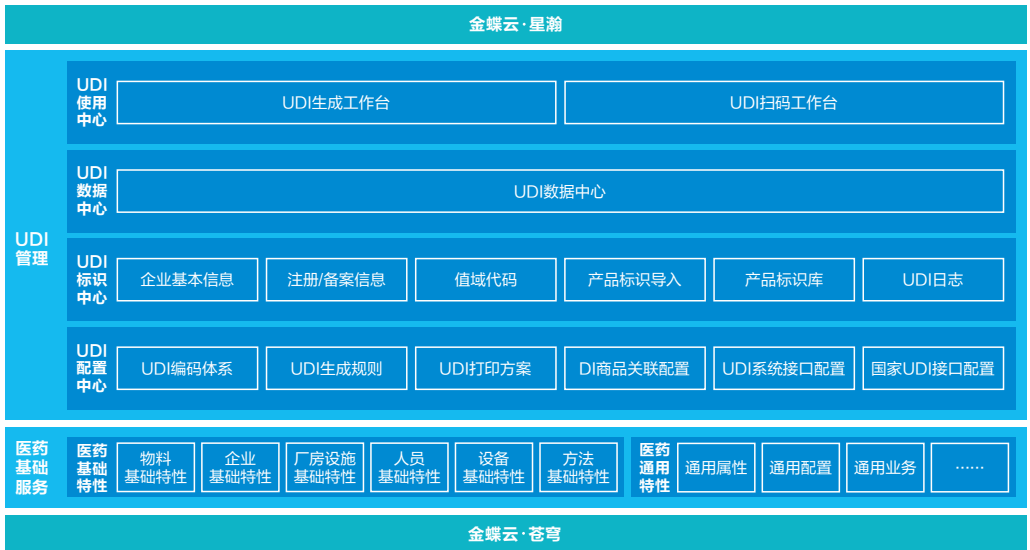 金蝶云·星瀚
UDI
管理
UDI
使用
中心
UDI生成工作台
UDI扫码工作台
UDI
数据
中心
UDI数据中心
UDI
标识
中心
企业基本信息
注册/备案信息
值域代码
产品标识导入
产品标识库
UDI日志
UDI
配置
中心
UDI编码体系
UDI生成规则
UDI打印方案
DI商品关联配置
UDI系统接口配置
国家UDI接口配置
医药
基础
服务
医药
基础
特性
物料
基础特性
企业
基础特性
厂房设施
基础特性
人员
基础特性
设备
基础特性
方法
基础特性
医药
通用
特性
通用属性
通用配置
通用业务
……
金蝶云·苍穹